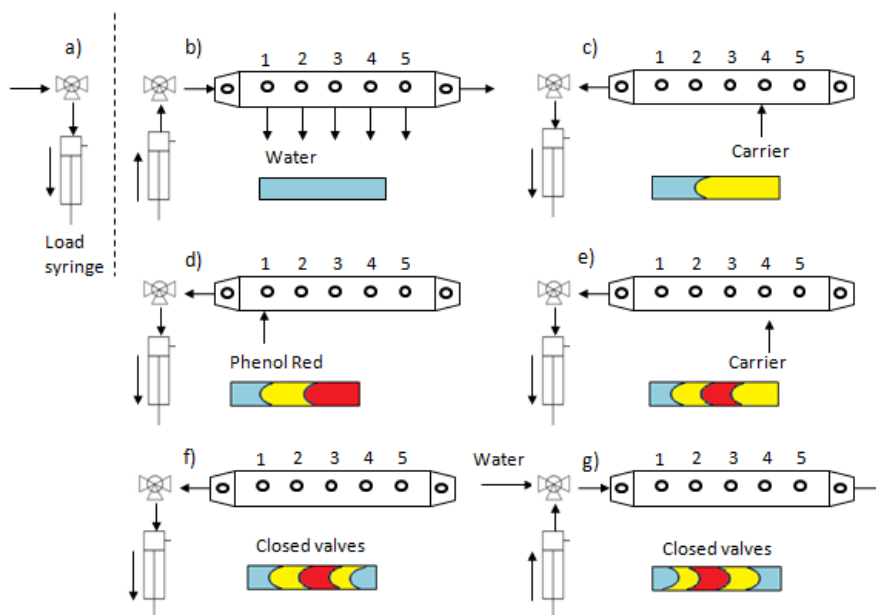 a)
b)
c)
1 2 3 4 5
1 2 3 4 5
Water
Carrier
Load
syringe
d)
e)
1 2 3 4 5
1 2 3 4 5
Phenol Red
Carrier
f)
Water
g)
1 2 3 4 5
1 2 3 4 5
Closed valves
Closed valves